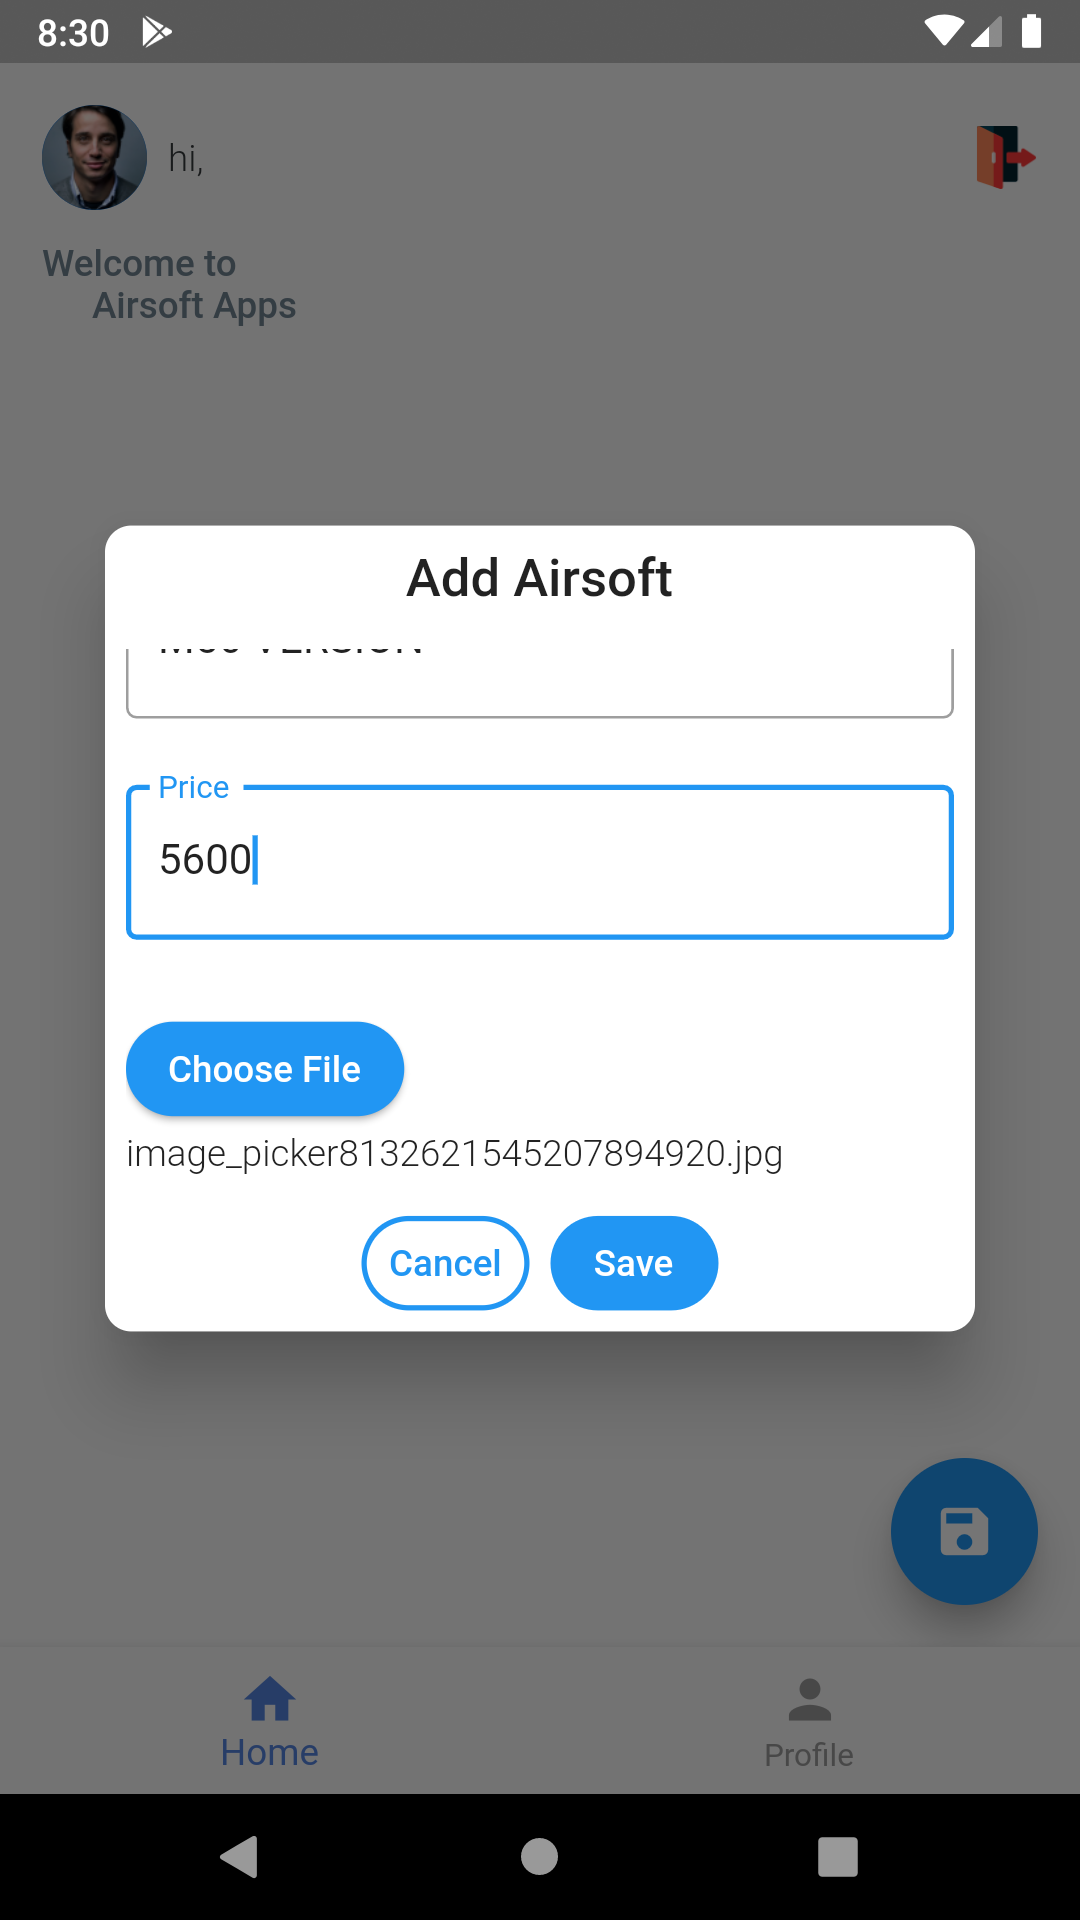 8:30
hi,
Welcome to
Airsoft Apps
Add Airsoft
VERSION
Price
5600
Choose File
image_picker8132621545207894920.jpg
Cancel
Save
Home
Profile